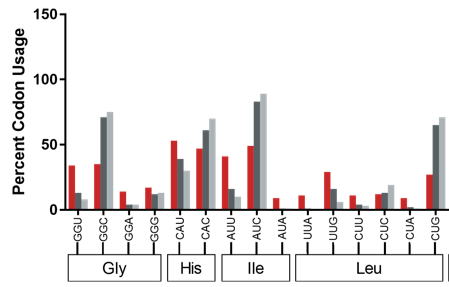 150
100
50
0
Percent Codon Usage
GGU GGC GGA GGG CAU CAC AUU AUC AUA UUA UUG CUU CUC CUA CUG
Gly His Ile Leu